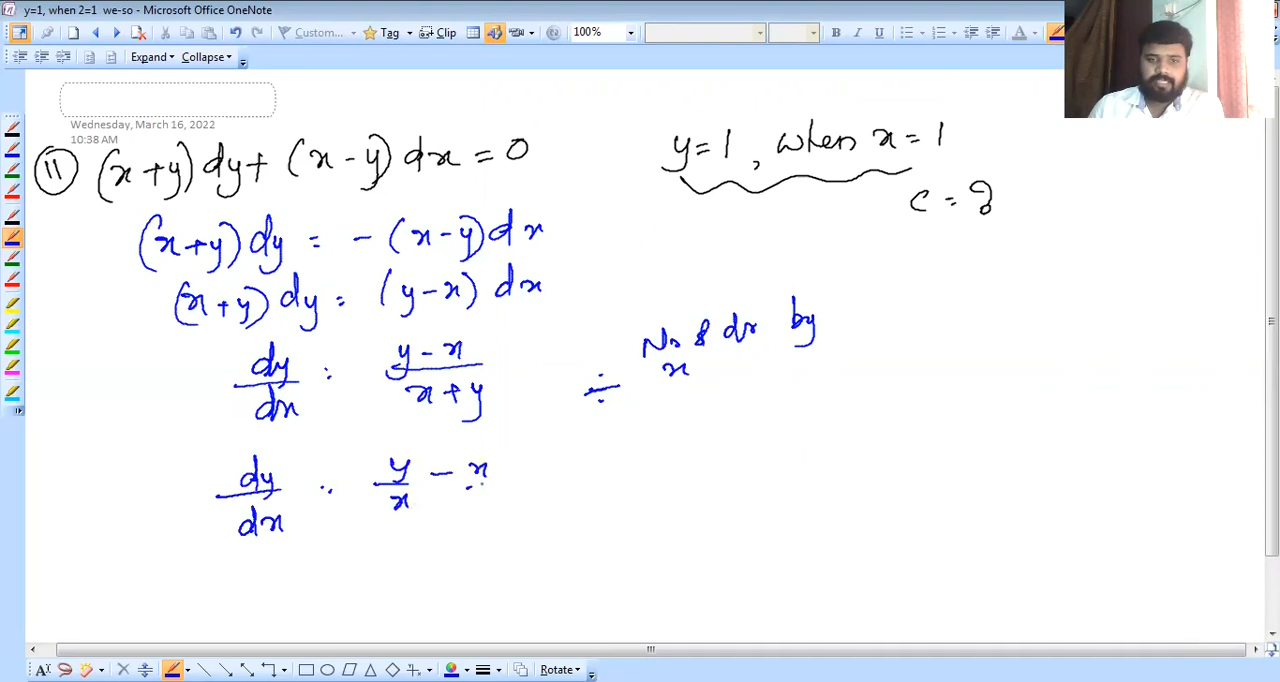 y=1, when 2=1 we-so - Microsoft Office OneNote
Custom... Tag Clip 100% B I U A
Expand Collapse
Wednesday, March 16, 2022
10:38 AM
(11) (x+y) dy + (x-y) dx = 0
y=1, when x=1
c = ?
(x+y) dy = -(x-y) dx
(x+y) dy = (y-x) dx
dy/dx = (y-x)/(x+y)
÷ Nr & dr by x
dy/dx = y/x - x
Rotate